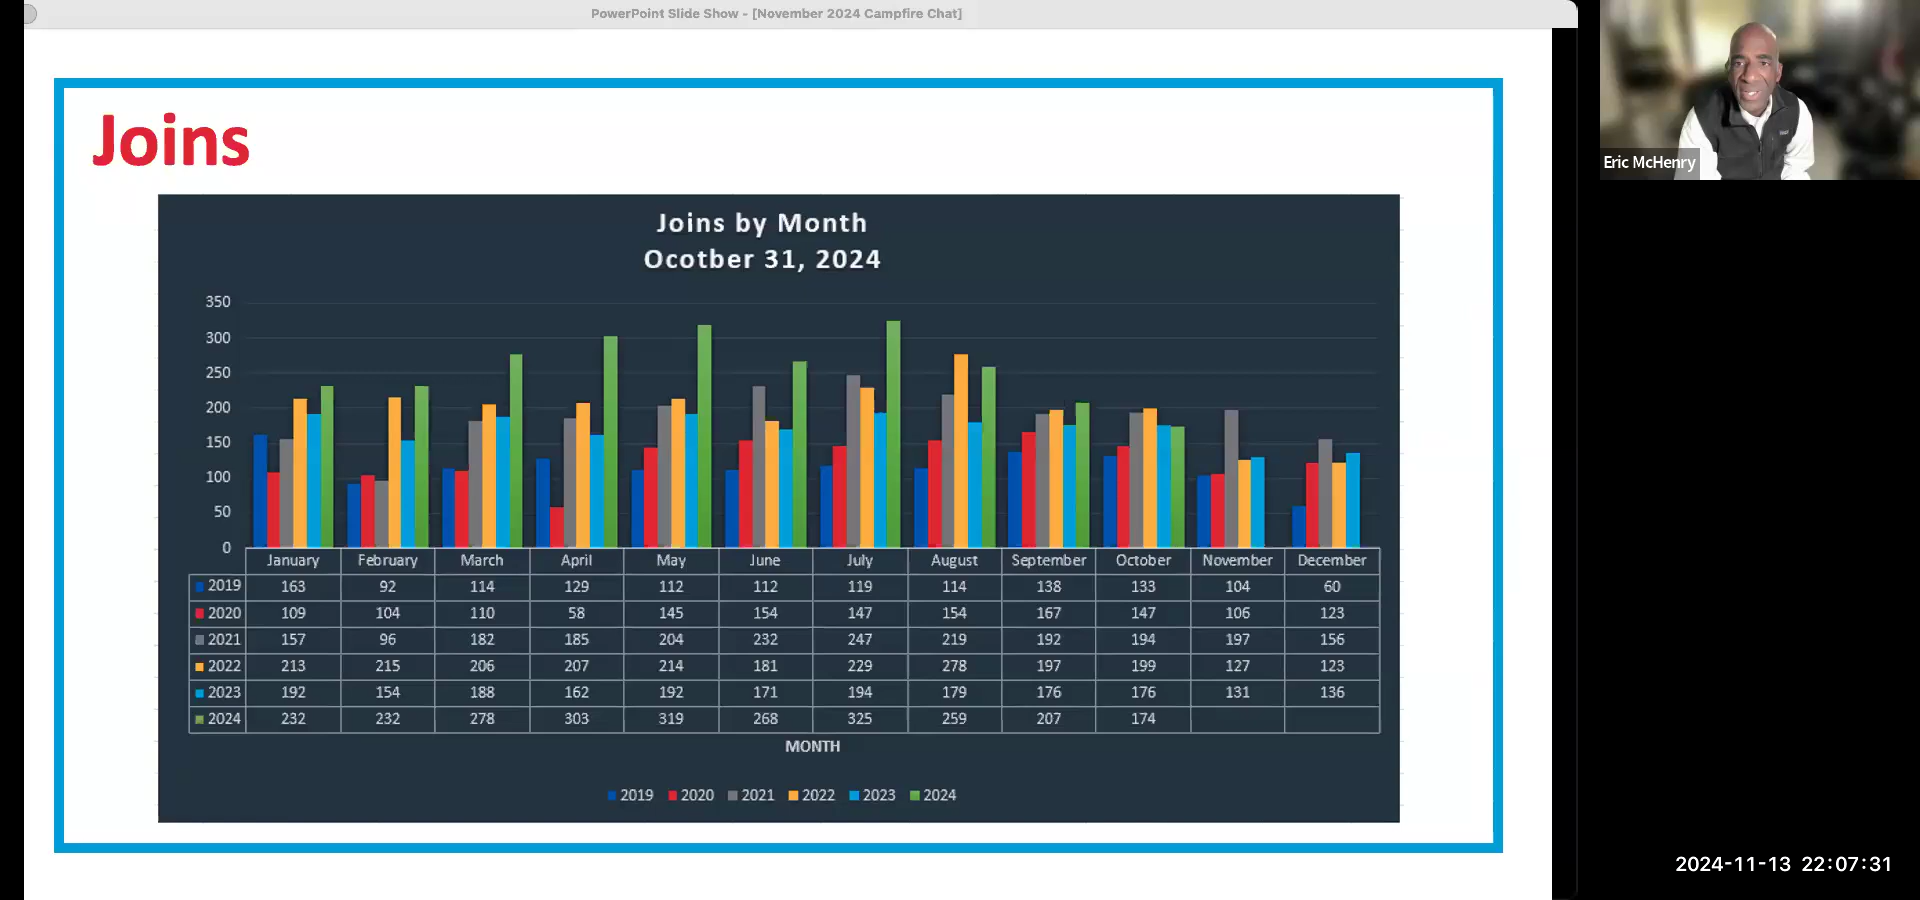 PowerPoint Slide Show - [November 2024 Campfire Chat]
Joins
Joins by Month
Ocotber 31, 2024
350
300
250
200
150
100
50
0
January February March April May June July August September October November December
2019 163 92 114 129 112 112 119 114 138 133 104 60
2020 109 104 110 58 145 154 147 154 167 147 106 123
2021 157 96 182 185 204 232 247 219 192 194 197 156
2022 213 215 206 207 214 181 229 278 197 199 127 123
2023 192 154 188 162 192 171 194 179 176 176 131 136
2024 232 232 278 303 319 268 325 259 207 174
MONTH
2019 2020 2021 2022 2023 2024
Eric McHenry
2024-11-13 22:07:31